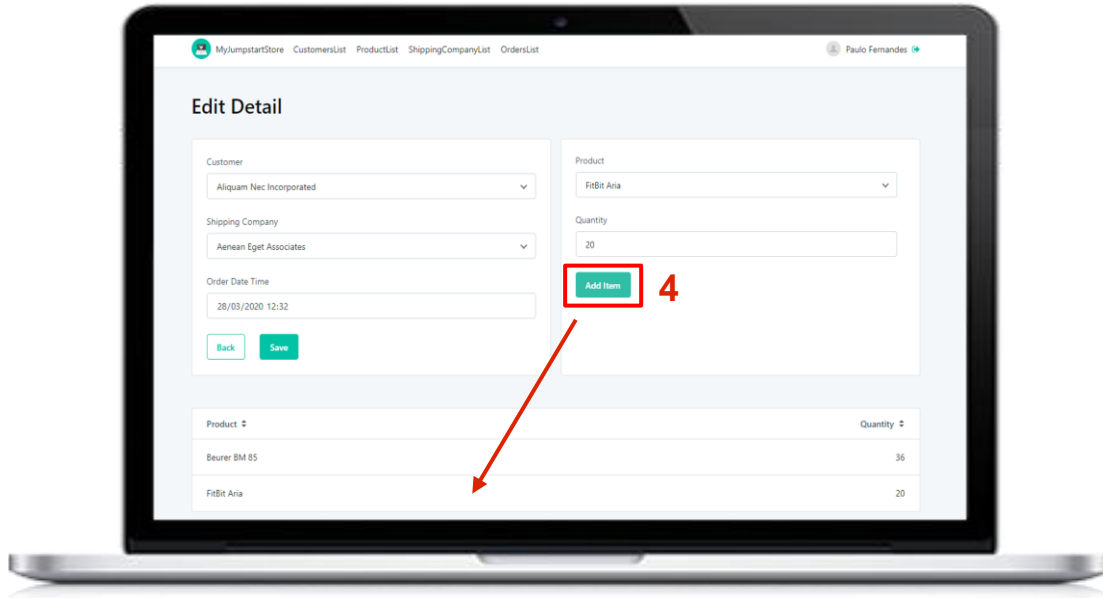 MyJumpstartStore CustomersList ProductList ShippingCompanyList OrdersList Paulo Fernandes
Edit Detail
Customer
Aliquam Nec Incorporated
Shipping Company
Aenean Eget Associates
Order Date Time
28/03/2020 12:32
Back Save
Product
FitBit Aria
Quantity
20
Add Item 4
Product Quantity
Beurer BM 85 36
FitBit Aria 20